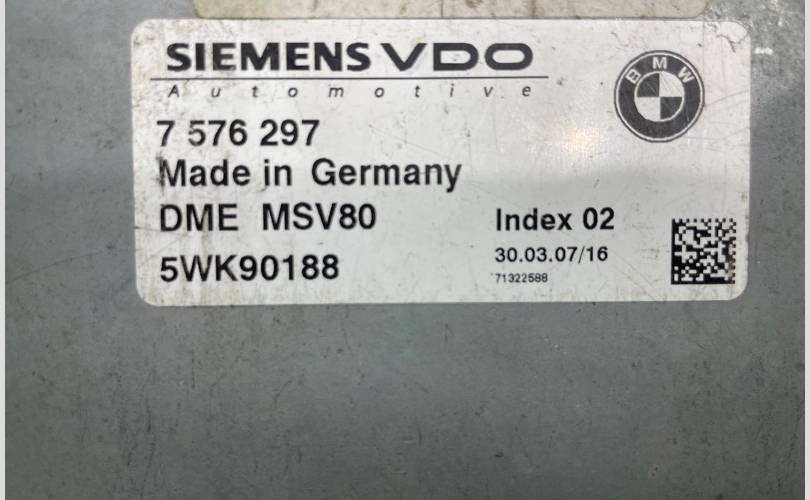 SIEMENS VDO
Automotive
BMW
7 576 297
Made in Germany
DME MSV80
Index 02
5WK90188
30.03.07/16
71322588